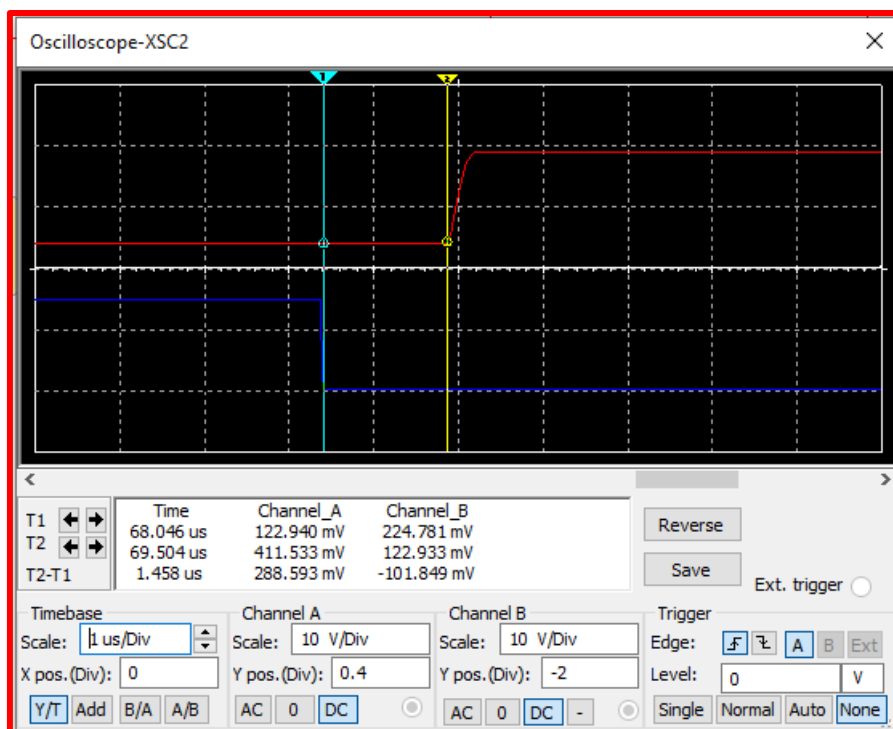 Oscilloscope-XSC2
1 2
Time Channel_A Channel_B
T1 68.046 us 122.940 mV 224.781 mV
T2 69.504 us 411.533 mV 122.933 mV
T2-T1 1.458 us 288.593 mV -101.849 mV
Reverse
Save
Ext. trigger
Timebase
Scale: 1 us/Div
X pos.(Div): 0
Y/T Add B/A A/B
Channel A
Scale: 10 V/Div
Y pos.(Div): 0.4
AC 0 DC
Channel B
Scale: 10 V/Div
Y pos.(Div): -2
AC 0 DC -
Trigger
Edge: A B Ext
Level: 0 V
Single Normal Auto None